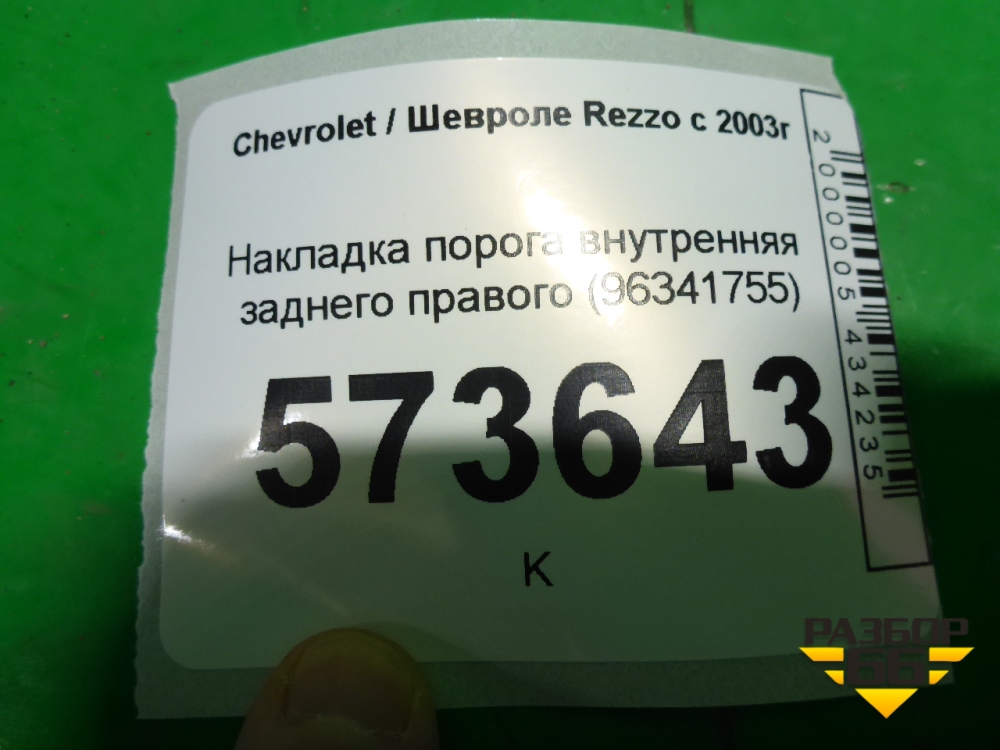 Chevrolet / Шевроле Rezzo с 2003г
Накладка порога внутренняя
заднего правого (96341755)
573643
К
2000005434235
РАЗБОР
66